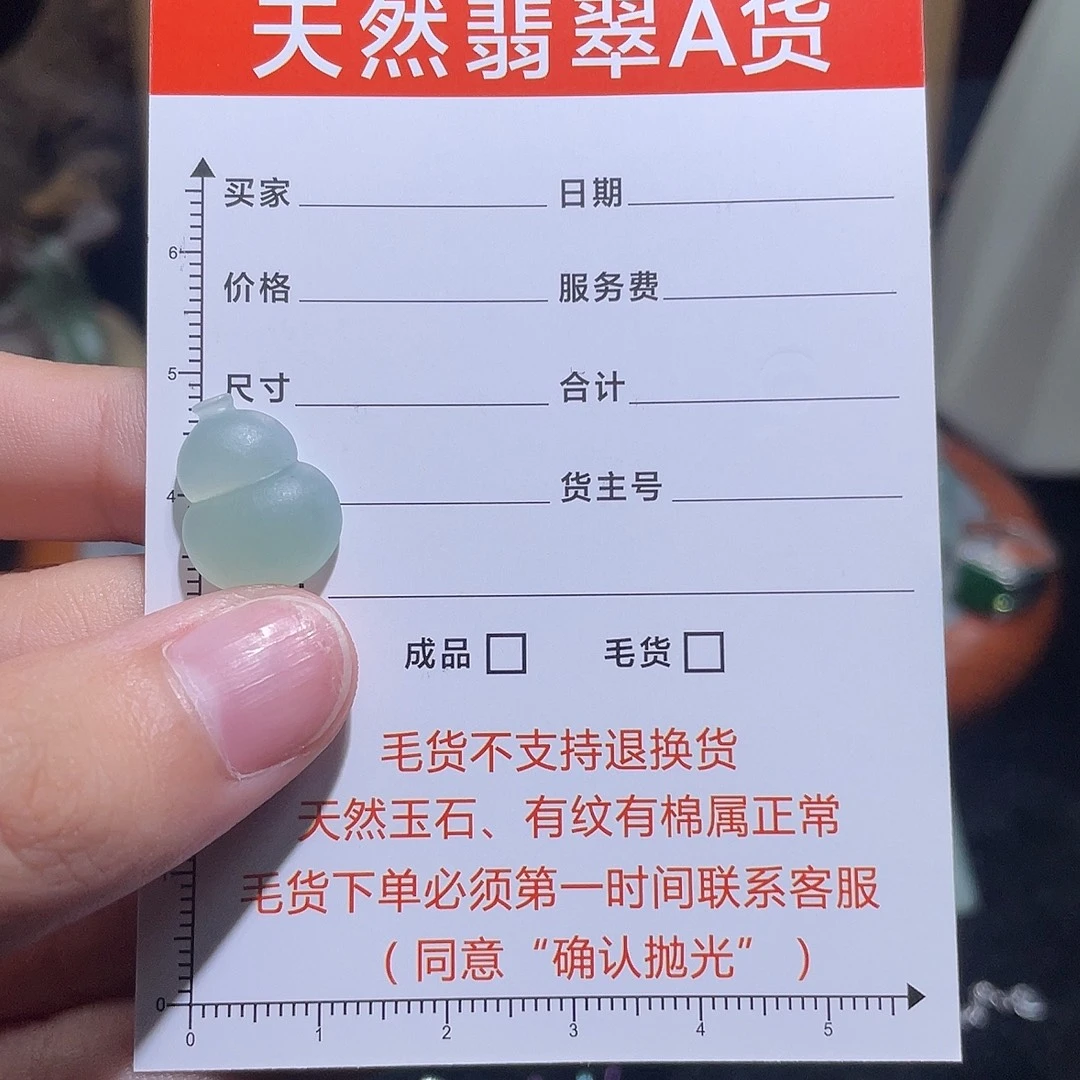 天然翡翠A货
买家 日期
价格 服务费
尺寸 合计
货主号
成品 毛货
毛货不支持退换货
天然玉石、有纹有棉属正常
毛货下单必须第一时间联系客服
（同意“确认抛光”）
6
5
4
0
0 1 2 3 4 5